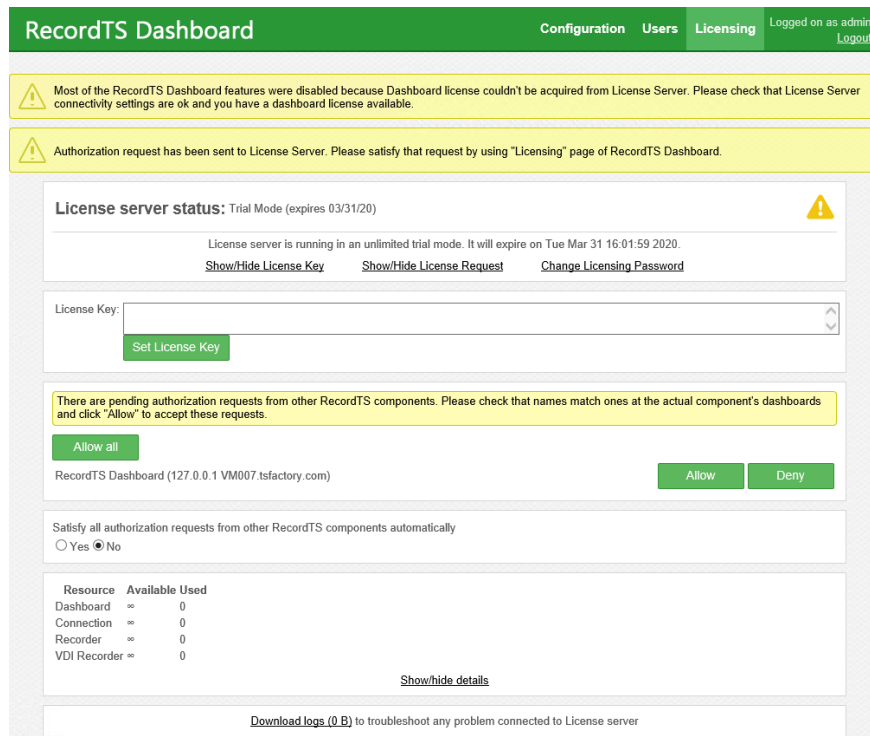 RecordTS Dashboard
Configuration Users Licensing
Logged on as admin
Logout
Most of the RecordTS Dashboard features were disabled because Dashboard license couldn't be acquired from License Server. Please check that License Server
connectivity settings are ok and you have a dashboard license available.
Authorization request has been sent to License Server. Please satisfy that request by using "Licensing" page of RecordTS Dashboard.
License server status: Trial Mode (expires 03/31/20)
License server is running in an unlimited trial mode. It will expire on Tue Mar 31 16:01:59 2020.
Show/Hide License Key Show/Hide License Request Change Licensing Password
License Key:
Set License Key
There are pending authorization requests from other RecordTS components. Please check that names match ones at the actual component's dashboards
and click "Allow" to accept these requests.
Allow all
RecordTS Dashboard (127.0.0.1 VM007.tsfactory.com) Allow Deny
Satisfy all authorization requests from other RecordTS components automatically
Yes No
Resource Available Used
Dashboard ∞ 0
Connection ∞ 0
Recorder ∞ 0
VDI Recorder ∞ 0
Show/hide details
Download logs (0 B) to troubleshoot any problem connected to License server